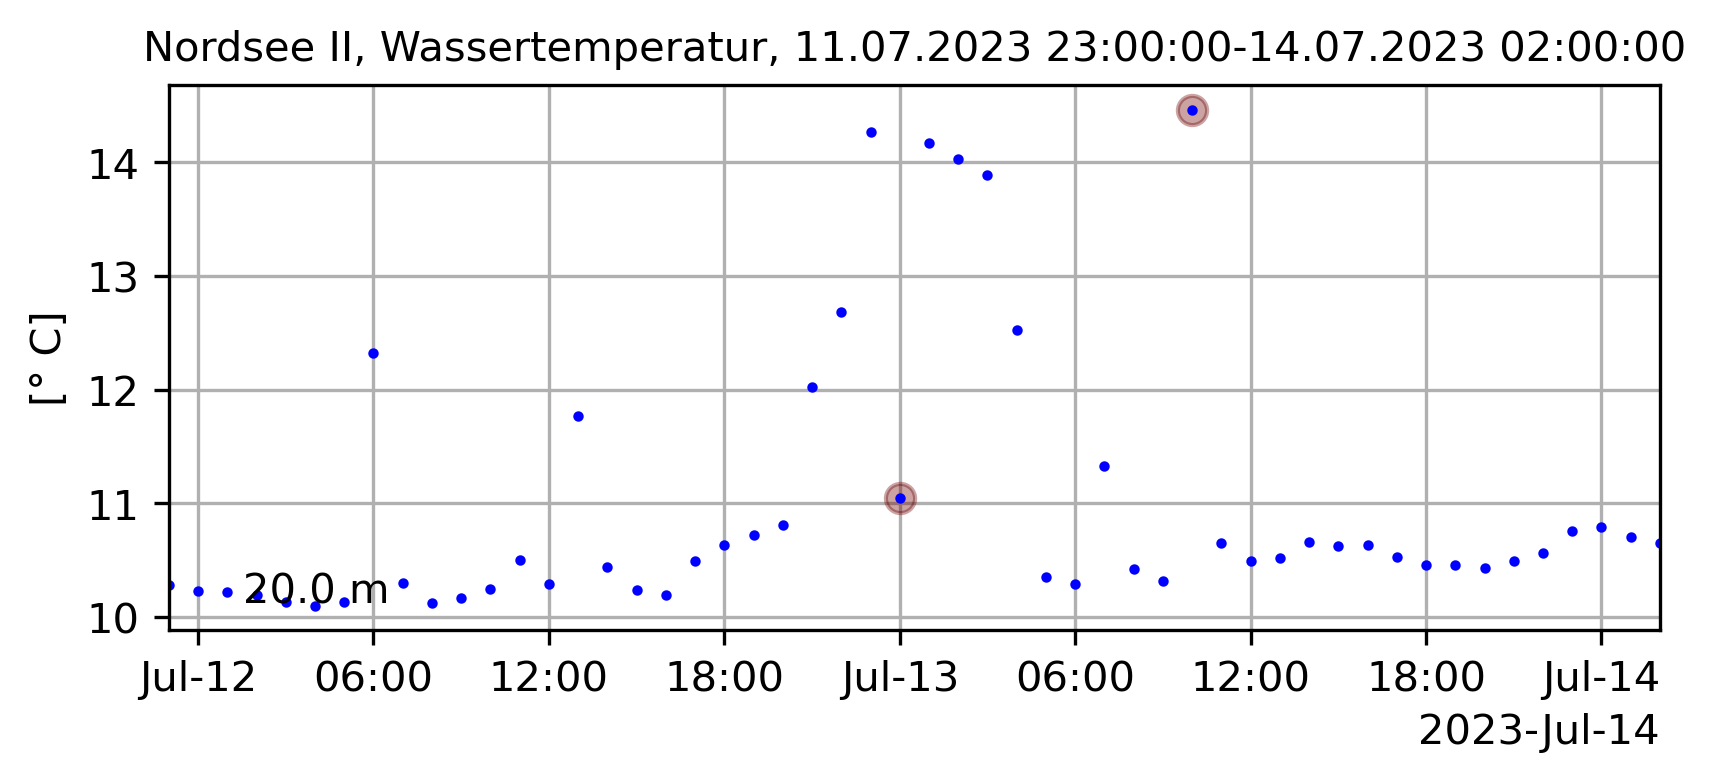 Nordsee II, Wassertemperatur, 11.07.2023 23:00:00-14.07.2023 02:00:00
[° C]
14
13
12
11
10
20.0 m
Jul-12 06:00 12:00 18:00 Jul-13 06:00 12:00 18:00 Jul-14
2023-Jul-14